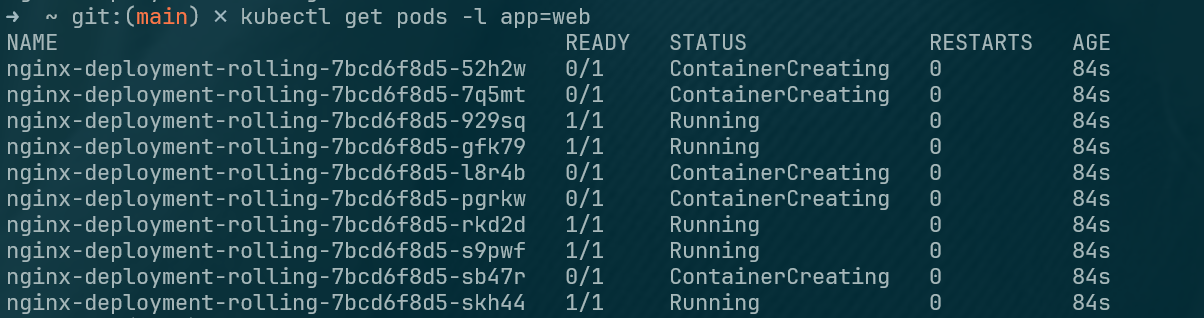 ➜  ~ git:(main) ✕ kubectl get pods -l app=web
NAME                                       READY   STATUS              RESTARTS   AGE
nginx-deployment-rolling-7bcd6f8d5-52h2w   0/1     ContainerCreating   0          84s
nginx-deployment-rolling-7bcd6f8d5-7q5mt   0/1     ContainerCreating   0          84s
nginx-deployment-rolling-7bcd6f8d5-929sq   1/1     Running             0          84s
nginx-deployment-rolling-7bcd6f8d5-gfk79   1/1     Running             0          84s
nginx-deployment-rolling-7bcd6f8d5-l8r4b   0/1     ContainerCreating   0          84s
nginx-deployment-rolling-7bcd6f8d5-pgrkw   0/1     ContainerCreating   0          84s
nginx-deployment-rolling-7bcd6f8d5-rkd2d   1/1     Running             0          84s
nginx-deployment-rolling-7bcd6f8d5-s9pwf   1/1     Running             0          84s
nginx-deployment-rolling-7bcd6f8d5-sb47r   0/1     ContainerCreating   0          84s
nginx-deployment-rolling-7bcd6f8d5-skh44   1/1     Running             0          84s